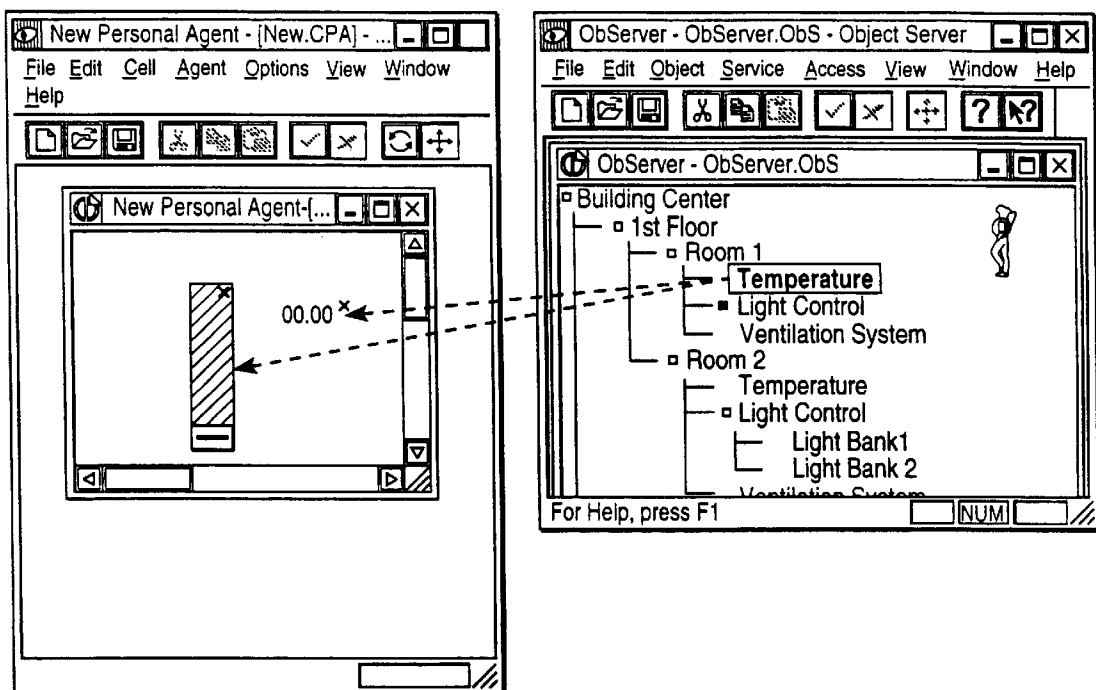 New Personal Agent - [New.CPA] - ...
File Edit Cell Agent Options View Window
Help
New Personal Agent-[...
00.00
ObServer - ObServer.ObS - Object Server
File Edit Object Service Access View Window Help
ObServer - ObServer.ObS
Building Center
1st Floor
Room 1
Temperature
Light Control
Ventilation System
Room 2
Temperature
Light Control
Light Bank1
Light Bank 2
Ventilation System
For Help, press F1
NUM